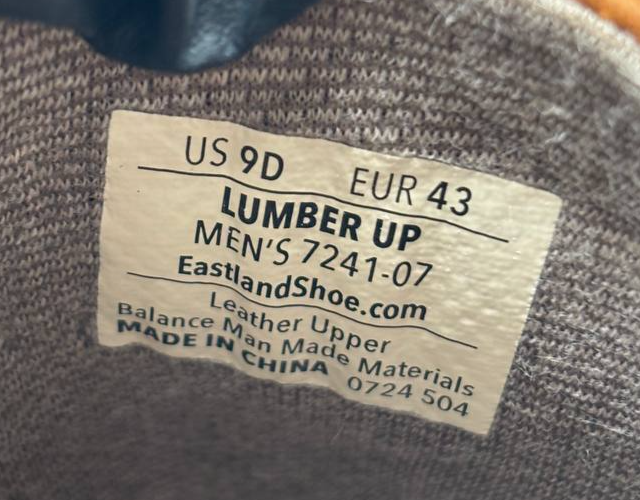 US 9D EUR 43
LUMBER UP
MEN'S 7241-07
EastlandShoe.com
Leather Upper
Balance Man Made Materials
MADE IN CHINA 0724 504